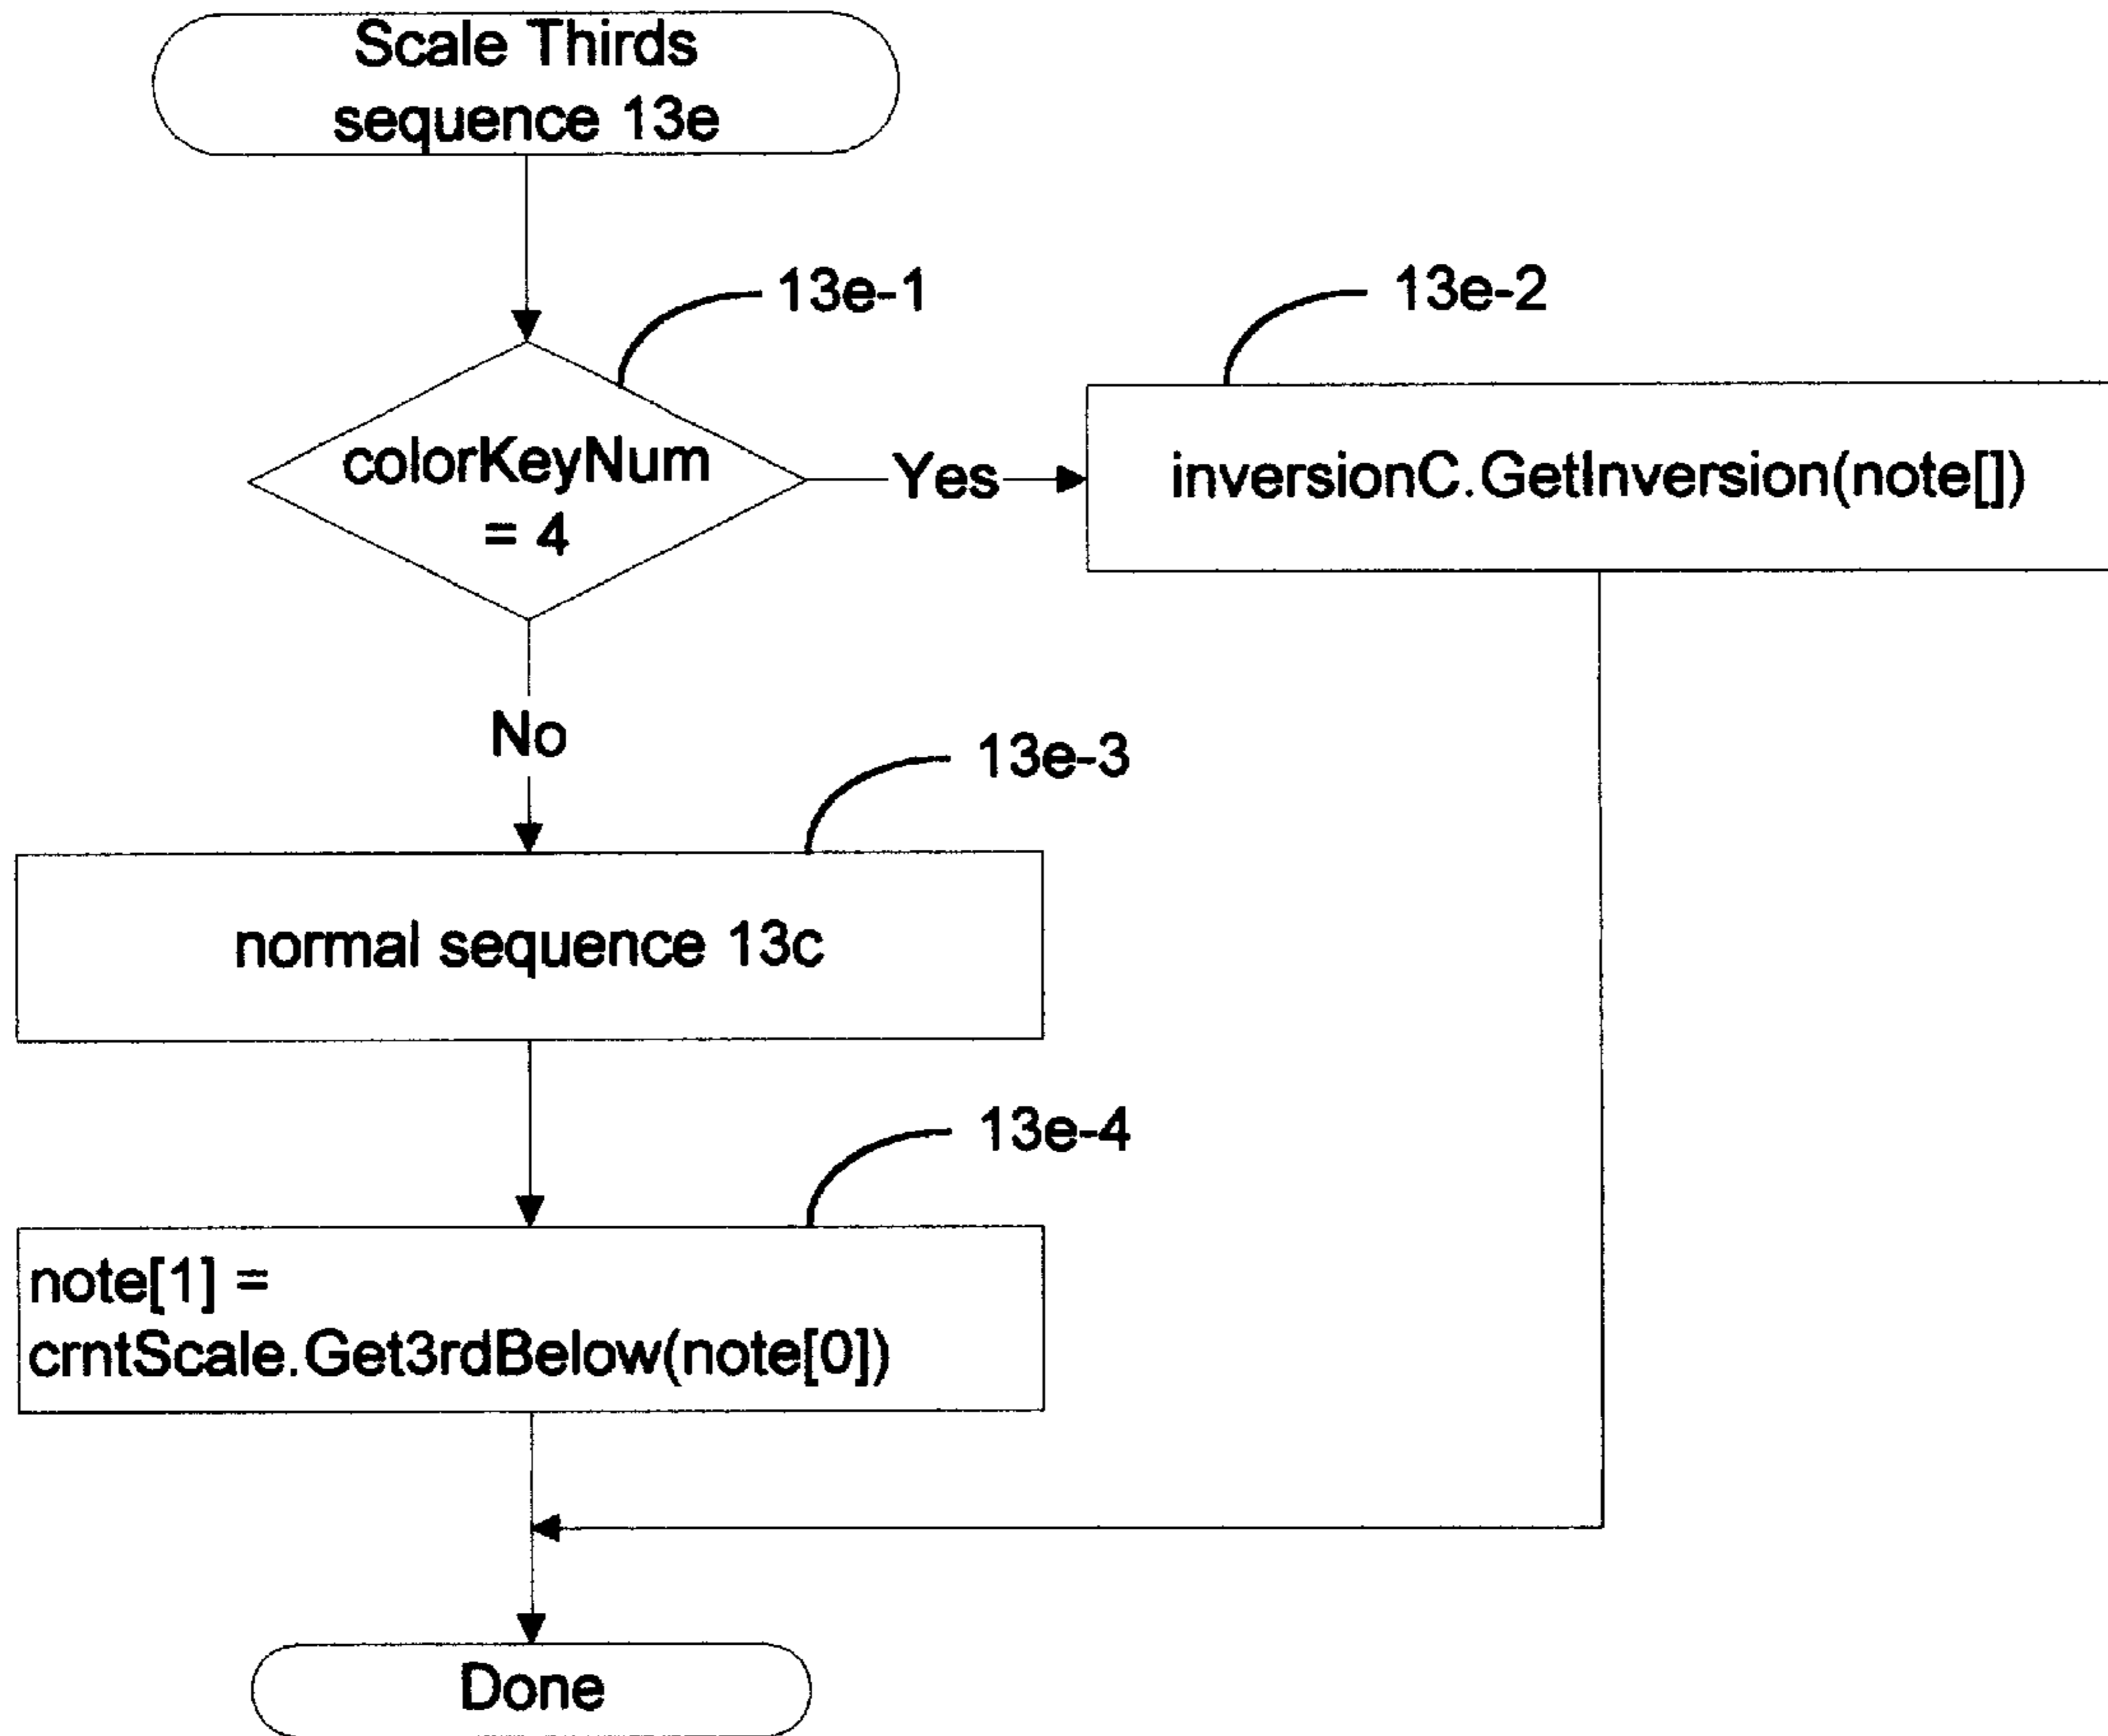 Scale Thirds
sequence 13e
13e-1
13e-2
colorKeyNum
= 4
Yes
inversionC.GetInversion(note[])
No
13e-3
normal sequence 13c
13e-4
note[1] =
crntScale.Get3rdBelow(note[0])
Done